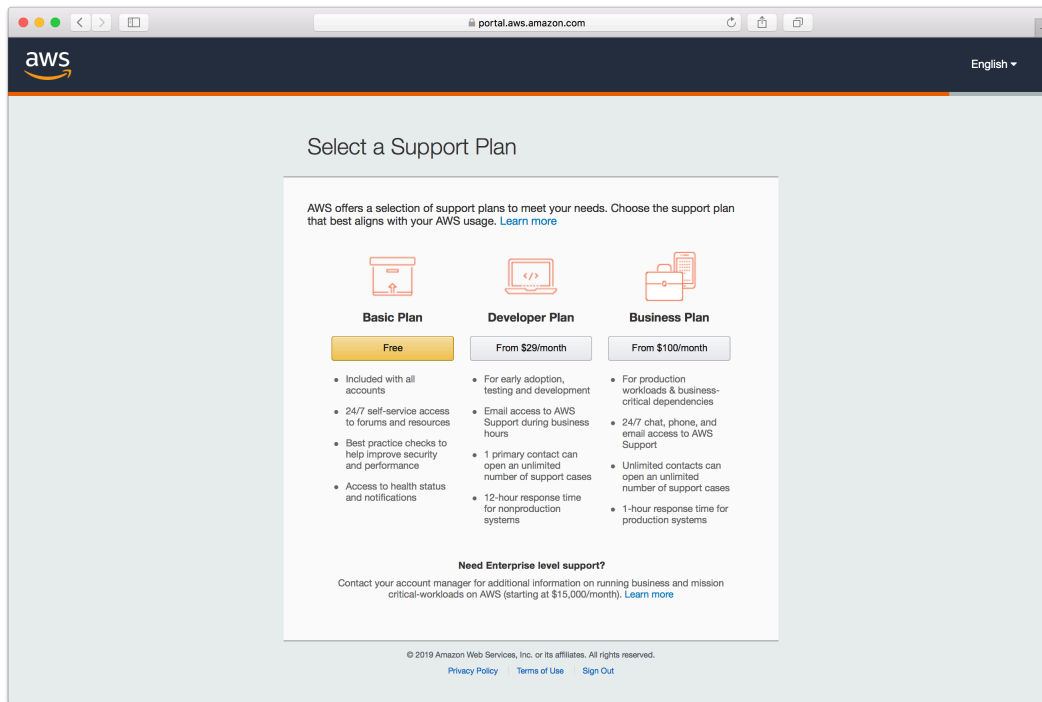 portal.aws.amazon.com
aws
English
Select a Support Plan
AWS offers a selection of support plans to meet your needs. Choose the support plan
that best aligns with your AWS usage. Learn more
</>
Basic Plan
Free
Included with all
accounts
24/7 self-service access
to forums and resources
Best practice checks to
help improve security
and performance
Access to health status
and notifications
Developer Plan
From $29/month
For early adoption,
testing and development
Email access to AWS
Support during business
hours
1 primary contact can
open an unlimited
number of support cases
12-hour response time
for nonproduction
systems
Business Plan
From $100/month
For production
workloads & business-
critical dependencies
24/7 chat, phone, and
email access to AWS
Support
Unlimited contacts can
open an unlimited
number of support cases
1-hour response time for
production systems
Need Enterprise level support?
Contact your account manager for additional information on running business and mission
critical-workloads on AWS (starting at $15,000/month). Learn more
© 2019 Amazon Web Services, Inc. or its affiliates. All rights reserved.
Privacy Policy Terms of Use Sign Out